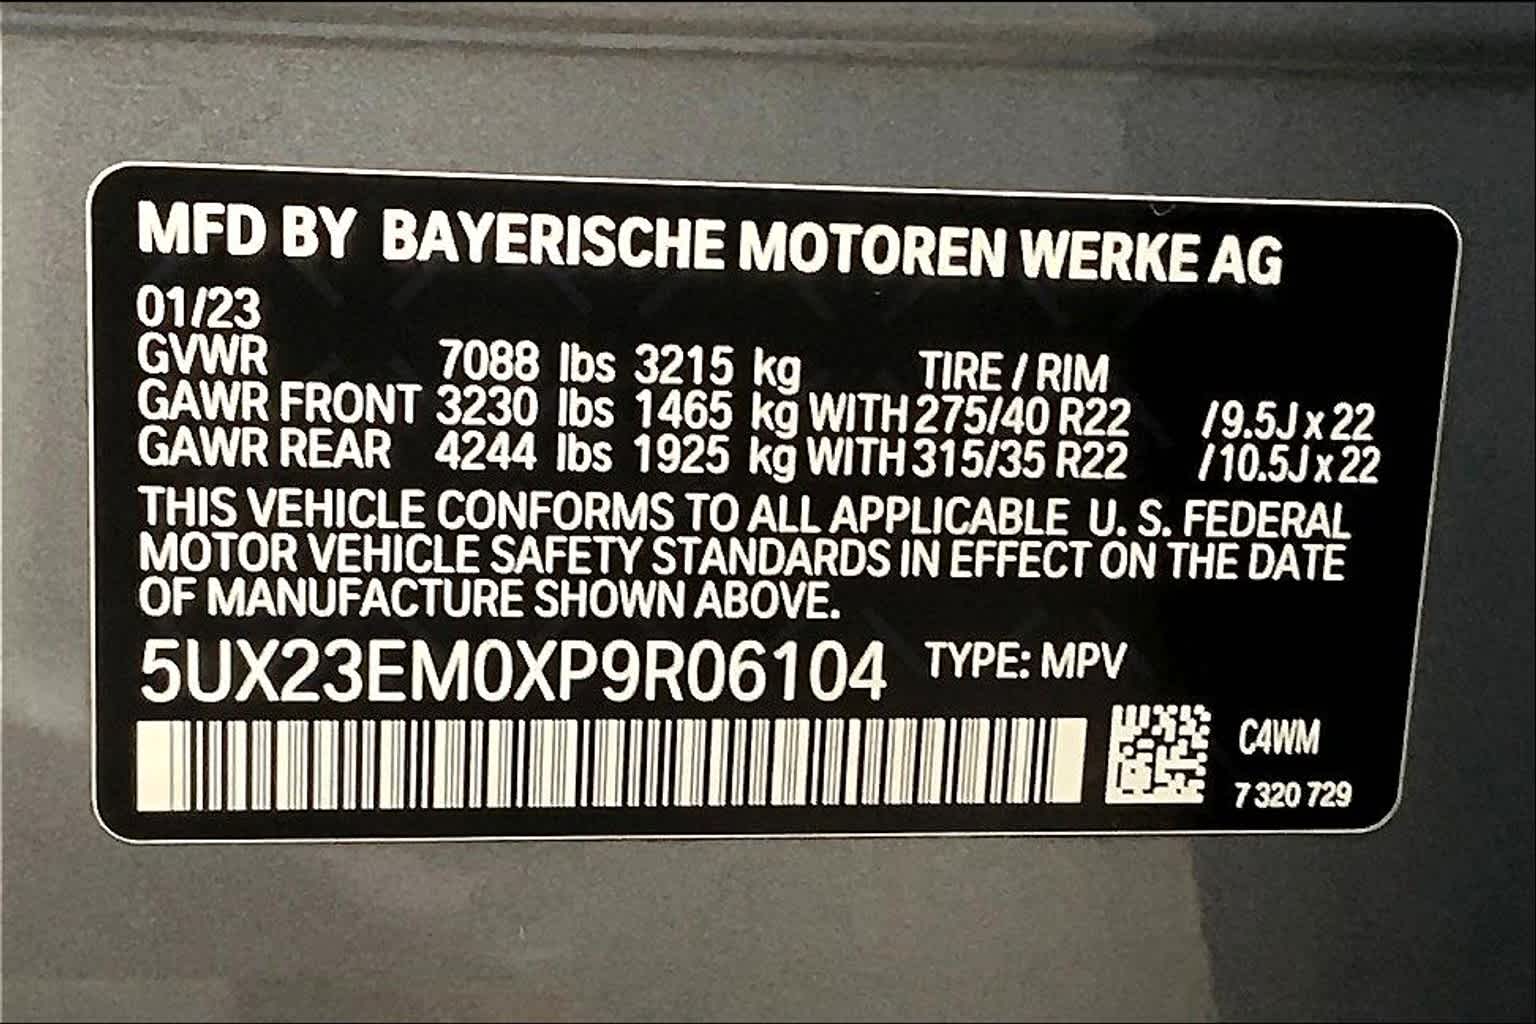 MFD BY BAYERISCHE MOTOREN WERKE AG
01/23
GVWR 7088 lbs 3215 kg TIRE / RIM
GAWR FRONT 3230 lbs 1465 kg WITH 275/40 R22 /9.5J x 22
GAWR REAR 4244 lbs 1925 kg WITH 315/35 R22 /10.5J x 22
THIS VEHICLE CONFORMS TO ALL APPLICABLE U. S. FEDERAL
MOTOR VEHICLE SAFETY STANDARDS IN EFFECT ON THE DATE
OF MANUFACTURE SHOWN ABOVE.
5UX23EM0XP9R06104 TYPE: MPV
C4WM
7 320 729